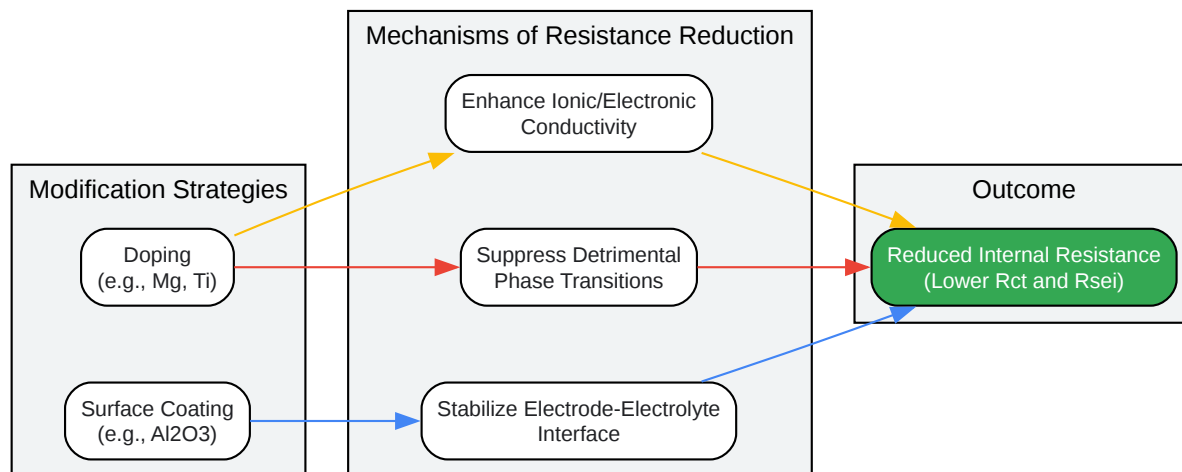 Modification Strategies
Doping
(e.g., Mg, Ti)
Surface Coating
(e.g., Al2O3)
Mechanisms of Resistance Reduction
Enhance Ionic/Electronic
Conductivity
Suppress Detrimental
Phase Transitions
Stabilize Electrode-Electrolyte
Interface
Outcome
Reduced Internal Resistance
(Lower Rct and Rsei)